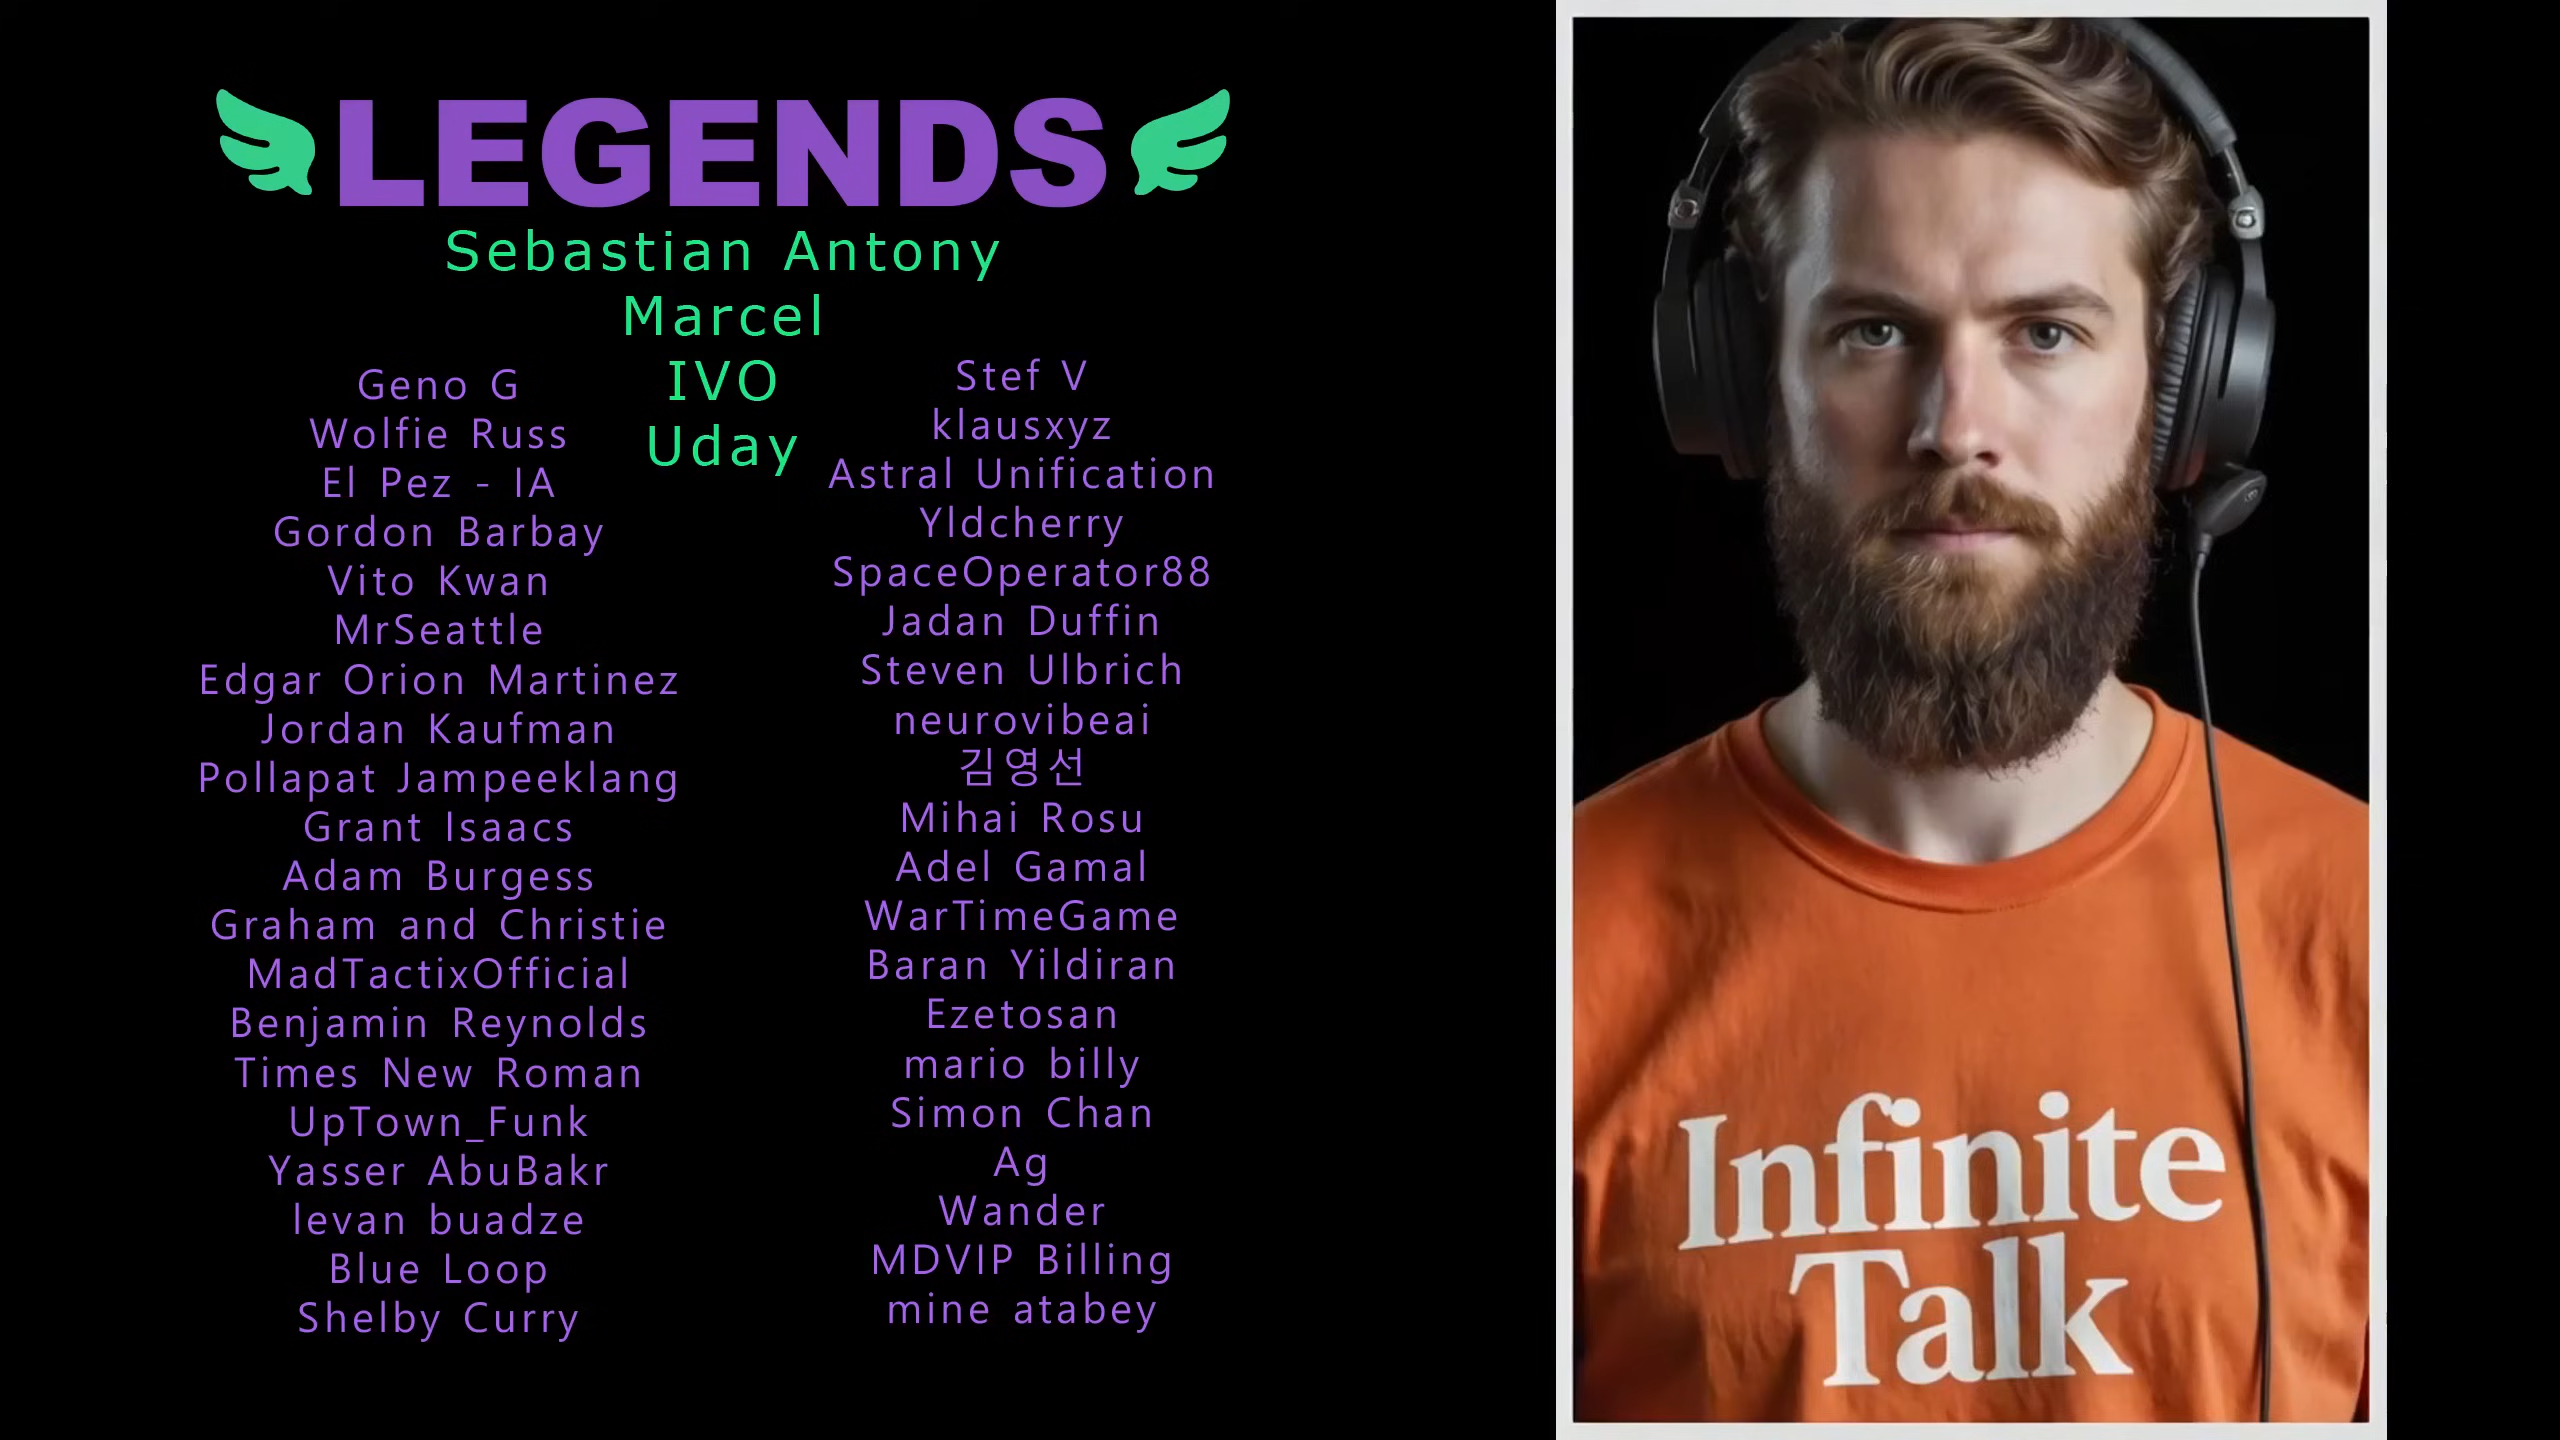 LEGENDS
Sebastian Antony
Marcel
IVO
Uday
Geno G
Wolfie Russ
El Pez - IA
Gordon Barbay
Vito Kwan
MrSeattle
Edgar Orion Martinez
Jordan Kaufman
Pollapat Jampeeklang
Grant Isaacs
Adam Burgess
Graham and Christie
MadTactixOfficial
Benjamin Reynolds
Times New Roman
UpTown_Funk
Yasser AbuBakr
levan buadze
Blue Loop
Shelby Curry
Stef V
klausxyz
Astral Unification
Yldcherry
SpaceOperator88
Jadan Duffin
Steven Ulbrich
neurovibeai
김영선
Mihai Rosu
Adel Gamal
WarTimeGame
Baran Yildiran
Ezetosan
mario billy
Simon Chan
Ag
Wander
MDVIP Billing
mine atabey
Infinite
Talk